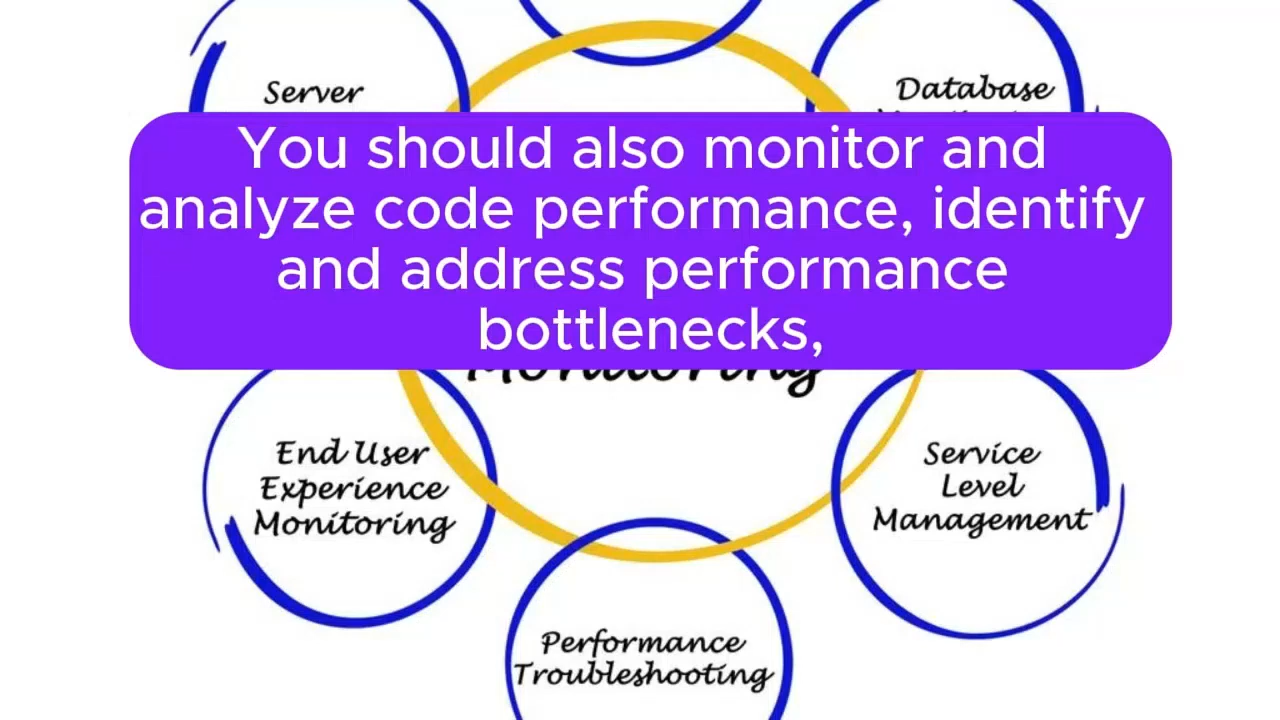 Server
Database
You should also monitor and
analyze code performance, identify
and address performance
bottlenecks,
Monitoring
End User
Experience
Monitoring
Service
Level
Management
Performance
Troubleshooting